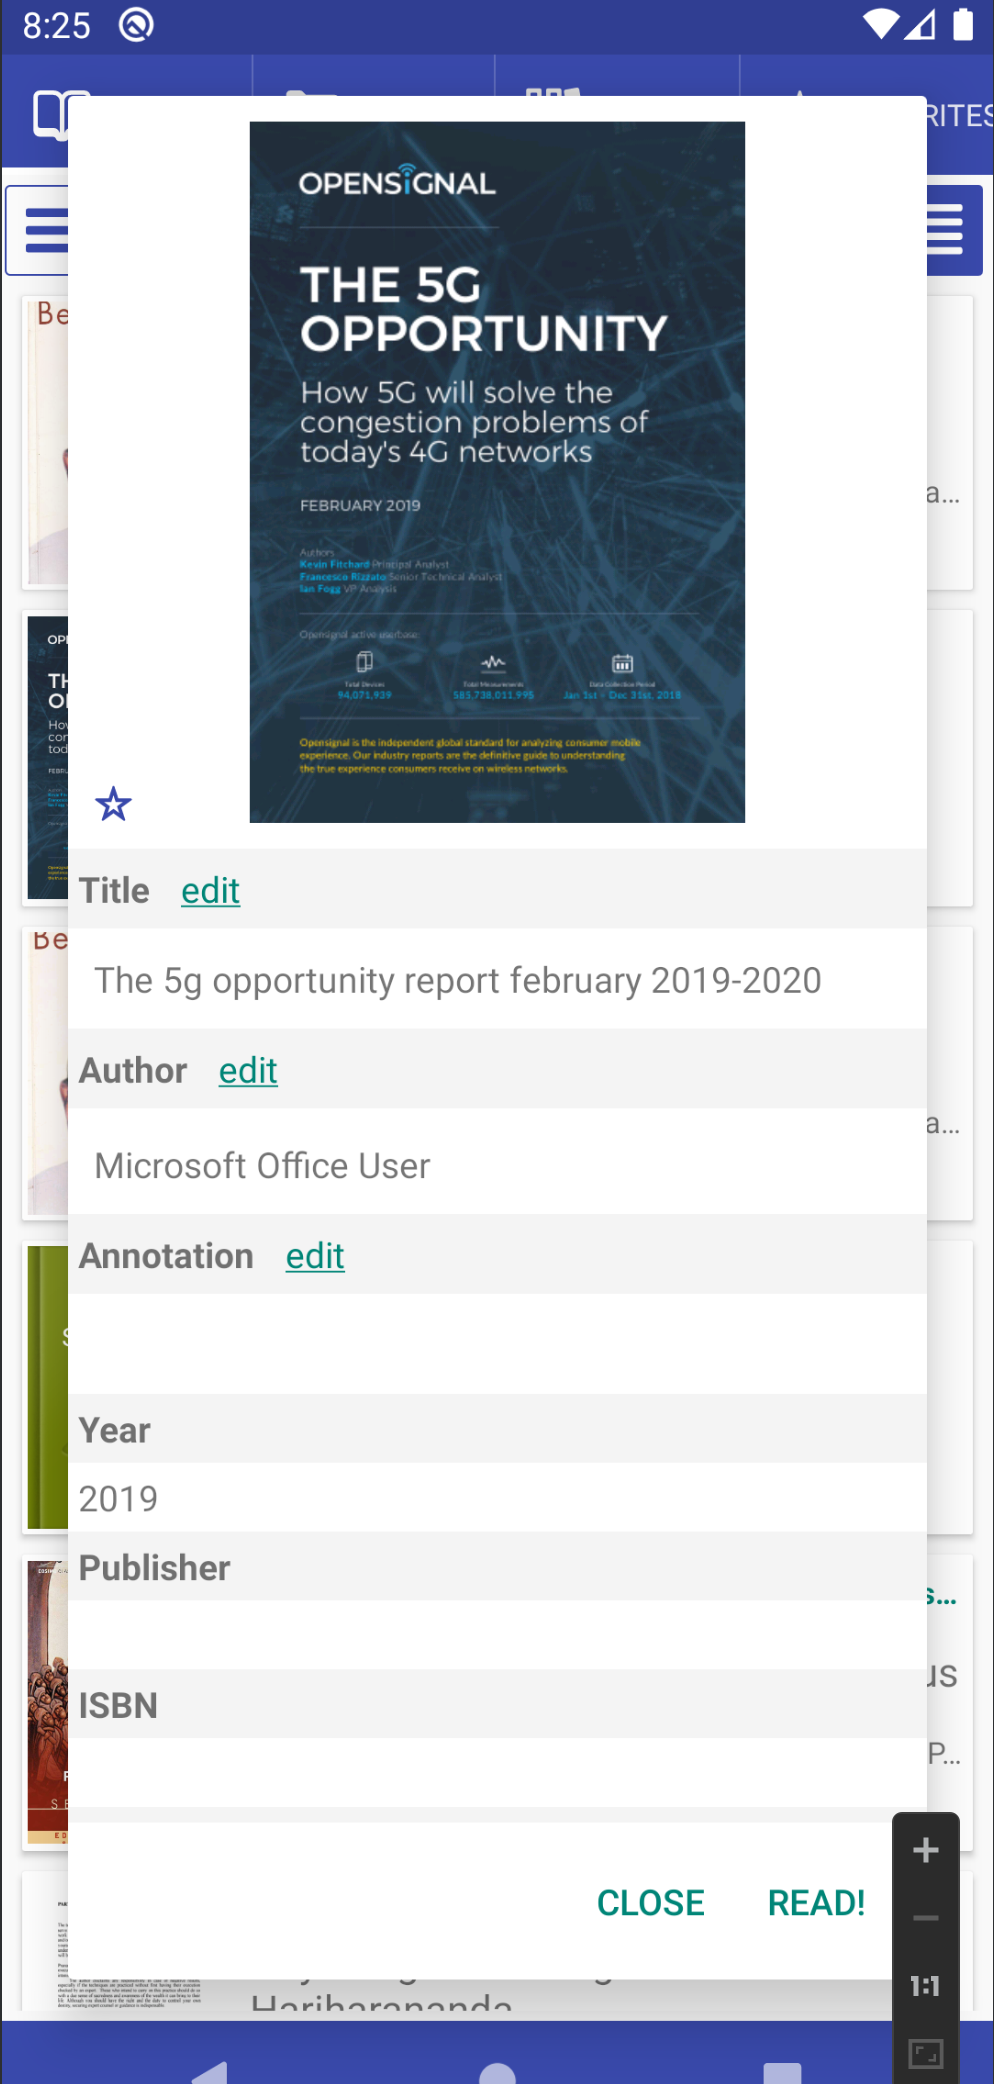 8:25
RITES
OPENSiGNAL
THE 5G
OPPORTUNITY
How 5G will solve the
congestion problems of
today's 4G networks
FEBRUARY 2019
Authors
Kevin Fitchard Principal Analyst
Francesco Rizzato Senior Technical Analyst
Ian Fogg VP Analysis
Opensignal active userbase:
Total Devices
94,071,939
Total Measurements
585,738,011,995
Data Collection Period
Jan 1st - Dec 31st, 2018
Opensignal is the independent global standard for analyzing consumer mobile
experience. Our industry reports are the definitive guide to understanding
the true experience consumers receive on wireless networks.
Be
a...
Title edit
The 5g opportunity report february 2019-2020
Author edit
Microsoft Office User
Be
a...
Annotation edit
Year
2019
Publisher
s...
ISBN
us
P...
CLOSE READ!
Hariharananda
1:1